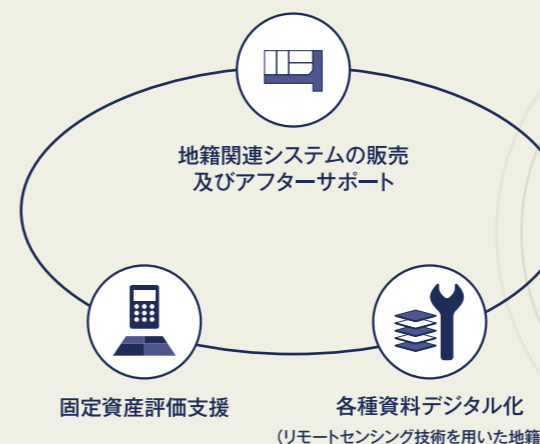 地籍関連システムの販売
及びアフターサポート
固定資産評価支援
各種資料デジタル化
(リモートセンシング技術を用いた地籍